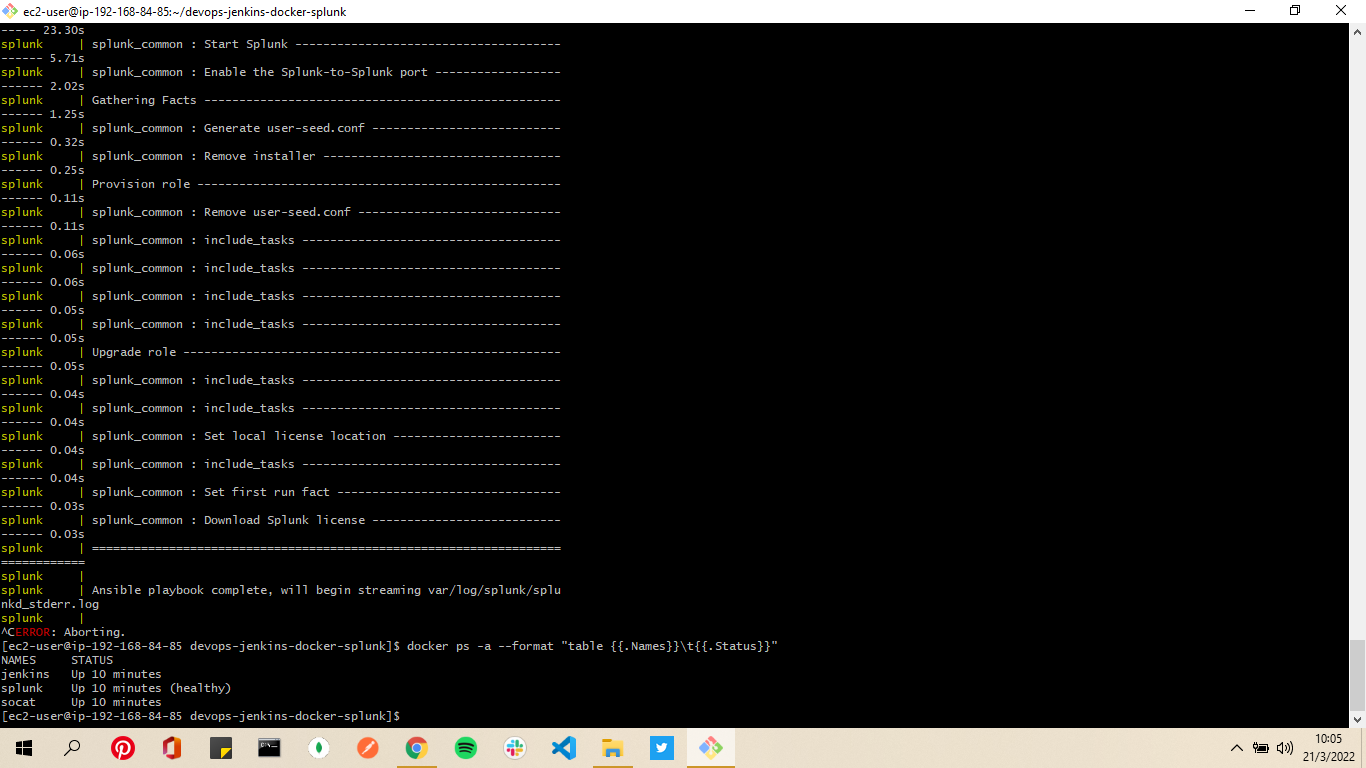 ec2-user@ip-192-168-84-85:~/devops-jenkins-docker-splunk
----- 23.30s
splunk     | splunk_common : Start Splunk --------------------------------------
------ 5.71s
splunk     | splunk_common : Enable the Splunk-to-Splunk port ------------------
------ 2.02s
splunk     | Gathering Facts ---------------------------------------------------
------ 1.25s
splunk     | splunk_common : Generate user-seed.conf ---------------------------
------ 0.32s
splunk     | splunk_common : Remove installer ----------------------------------
------ 0.25s
splunk     | Provision role ----------------------------------------------------
------ 0.11s
splunk     | splunk_common : Remove user-seed.conf -----------------------------
------ 0.11s
splunk     | splunk_common : include_tasks -------------------------------------
------ 0.06s
splunk     | splunk_common : include_tasks -------------------------------------
------ 0.06s
splunk     | splunk_common : include_tasks -------------------------------------
------ 0.05s
splunk     | splunk_common : include_tasks -------------------------------------
------ 0.05s
splunk     | Upgrade role ------------------------------------------------------
------ 0.05s
splunk     | splunk_common : include_tasks -------------------------------------
------ 0.04s
splunk     | splunk_common : include_tasks -------------------------------------
------ 0.04s
splunk     | splunk_common : Set local license location ------------------------
------ 0.04s
splunk     | splunk_common : include_tasks -------------------------------------
------ 0.04s
splunk     | splunk_common : Set first run fact --------------------------------
------ 0.03s
splunk     | splunk_common : Download Splunk license ---------------------------
------ 0.03s
splunk     | ===================================================================
============
splunk     |
splunk     | Ansible playbook complete, will begin streaming var/log/splunk/splu
nkd_stderr.log
splunk     |
^CERROR: Aborting.
[ec2-user@ip-192-168-84-85 devops-jenkins-docker-splunk]$ docker ps -a --format "table {{.Names}}\t{{.Status}}"
NAMES     STATUS
jenkins   Up 10 minutes
splunk    Up 10 minutes (healthy)
socat     Up 10 minutes
[ec2-user@ip-192-168-84-85 devops-jenkins-docker-splunk]$
10:05
21/3/2022